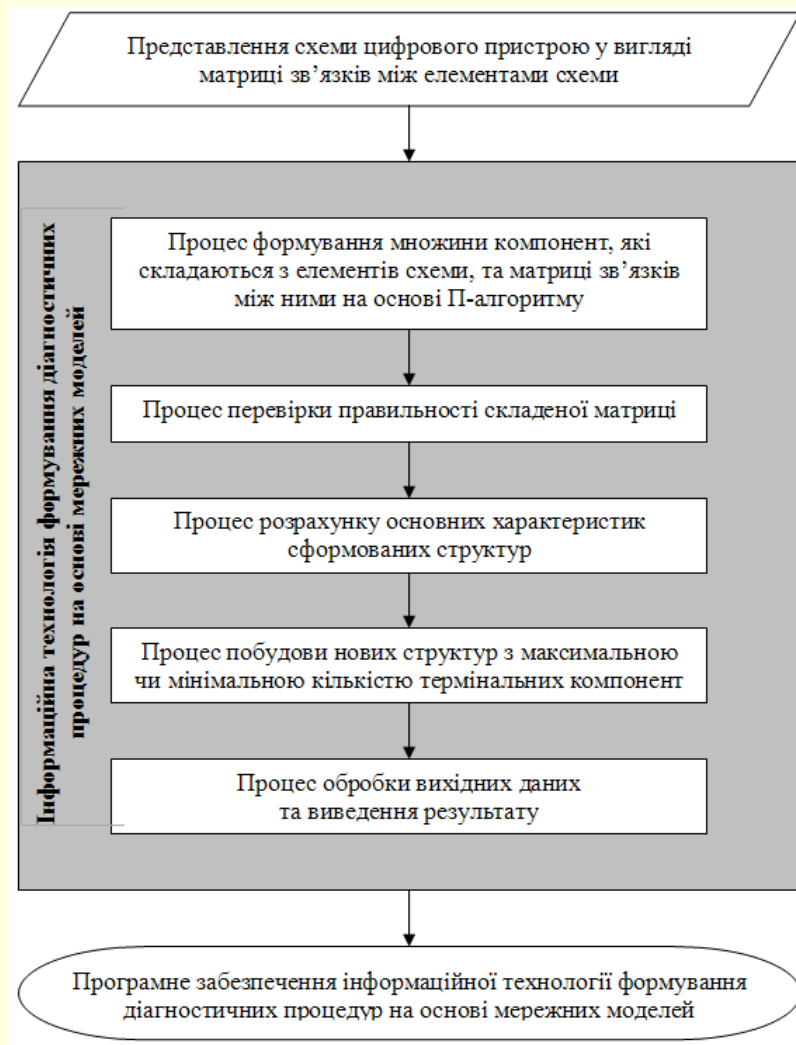 Представлення схеми цифрового пристрою у вигляді
матриці зв’язків між елементами схеми
Інформаційна технологія формування діагностичних
процедур на основі мережних моделей
Процес формування множини компонент, які
складаються з елементів схеми, та матриці зв’язків
між ними на основі П-алгоритму
Процес перевірки правильності складеної матриці
Процес розрахунку основних характеристик
сформованих структур
Процес побудови нових структур з максимальною
чи мінімальною кількістю термінальних компонент
Процес обробки вихідних даних
та виведення результату
Програмне забезпечення інформаційної технології формування
діагностичних процедур на основі мережних моделей